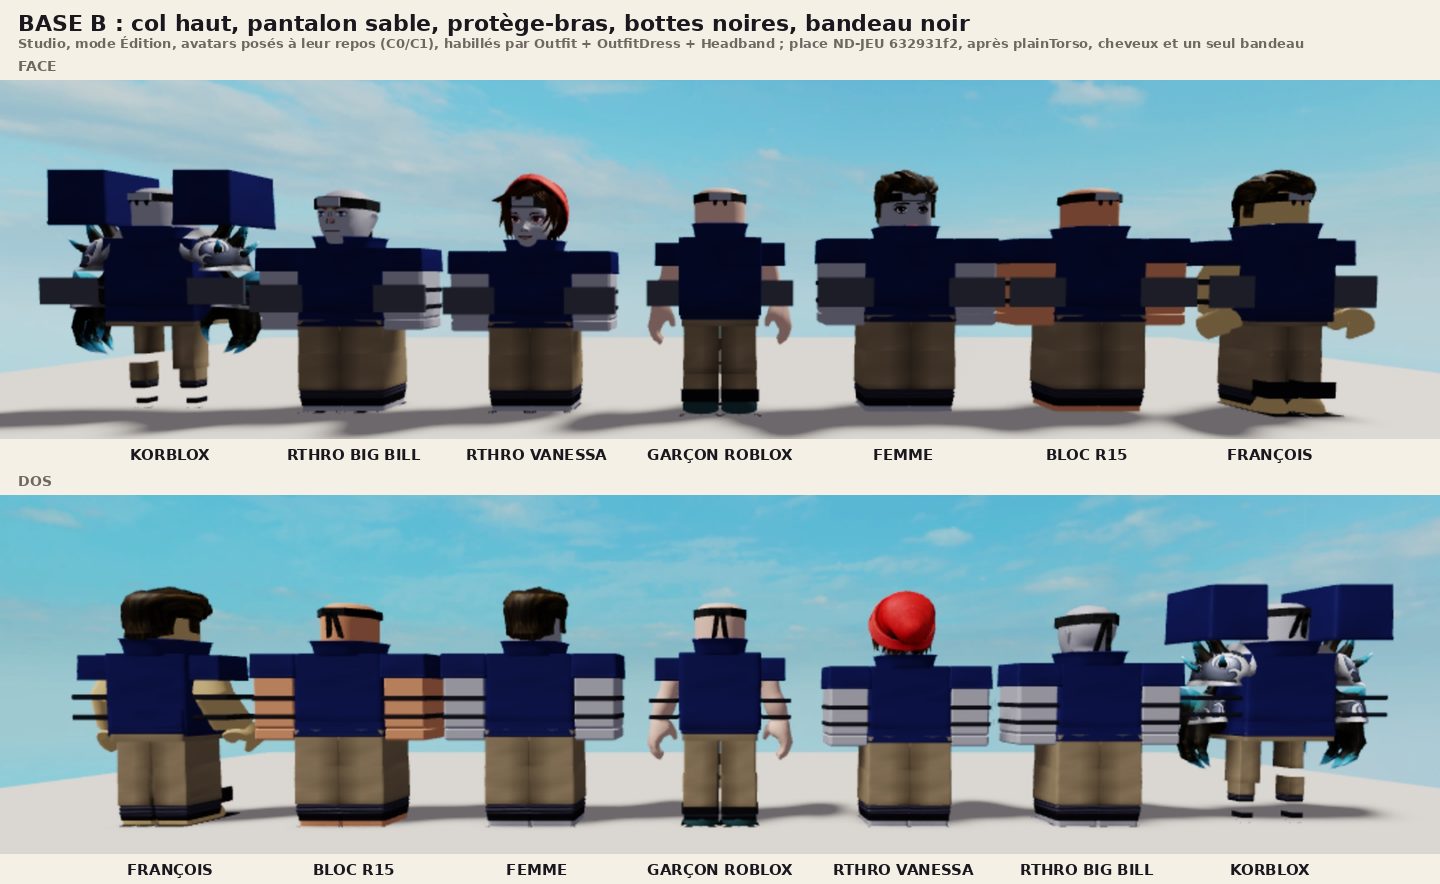 BASE B : col haut, pantalon sable, protège-bras, bottes noires, bandeau noir
Studio, mode Édition, avatars posés à leur repos (C0/C1), habillés par Outfit + OutfitDress + Headband ; place ND-JEU 632931f2, après plainTorso, cheveux et un seul bandeau
FACE
KORBLOX RTHRO BIG BILL RTHRO VANESSA GARÇON ROBLOX FEMME BLOC R15 FRANÇOIS
DOS
FRANÇOIS BLOC R15 FEMME GARÇON ROBLOX RTHRO VANESSA RTHRO BIG BILL KORBLOX